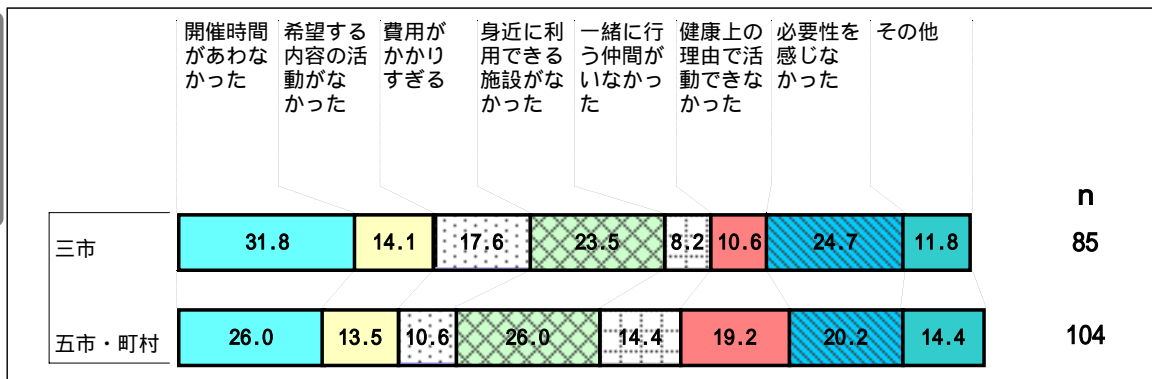 開催時間
があわな
かった
希望する
内容の活
動がな
かった
費用が
かかり
すぎる
身近に利
用できる
施設がな
かった
一緒に行
う仲間が
いなかっ
た
健康上の
理由で活
動できな
かった
必要性を
感じな
かった
その他
n
三市 31.8 14.1 17.6 23.5 8.2 10.6 24.7 11.8 85
五市・町村 26.0 13.5 10.6 26.0 14.4 19.2 20.2 14.4 104